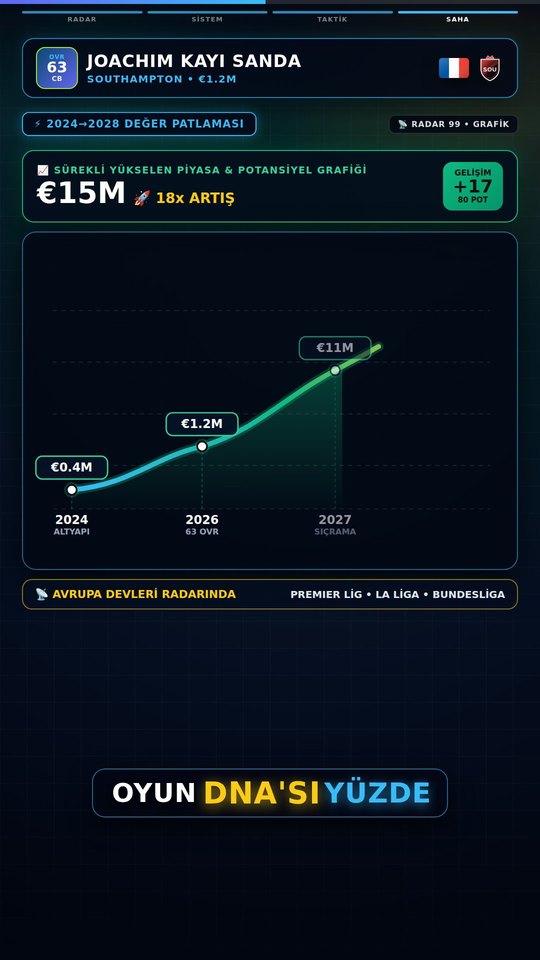 RADAR
SİSTEM
TAKTİK
SAHA
OVR
63
CB
JOACHIM KAYI SANDA
SOUTHAMPTON • €1.2M
SOU
⚡ 2024→2028 DEĞER PATLAMASI
📡 RADAR 99 • GRAFİK
📈 SÜREKLİ YÜKSELEN PİYASA & POTANSİYEL GRAFİĞİ
€15M 🚀 18x ARTIŞ
GELİŞİM
+17
80 POT
€11M
€1.2M
€0.4M
2024
ALTYAPI
2026
63 OVR
2027
SIÇRAMA
📡 AVRUPA DEVLERİ RADARINDA
PREMIER LİG • LA LİGA • BUNDESLİGA
OYUN DNA'SI YÜZDE